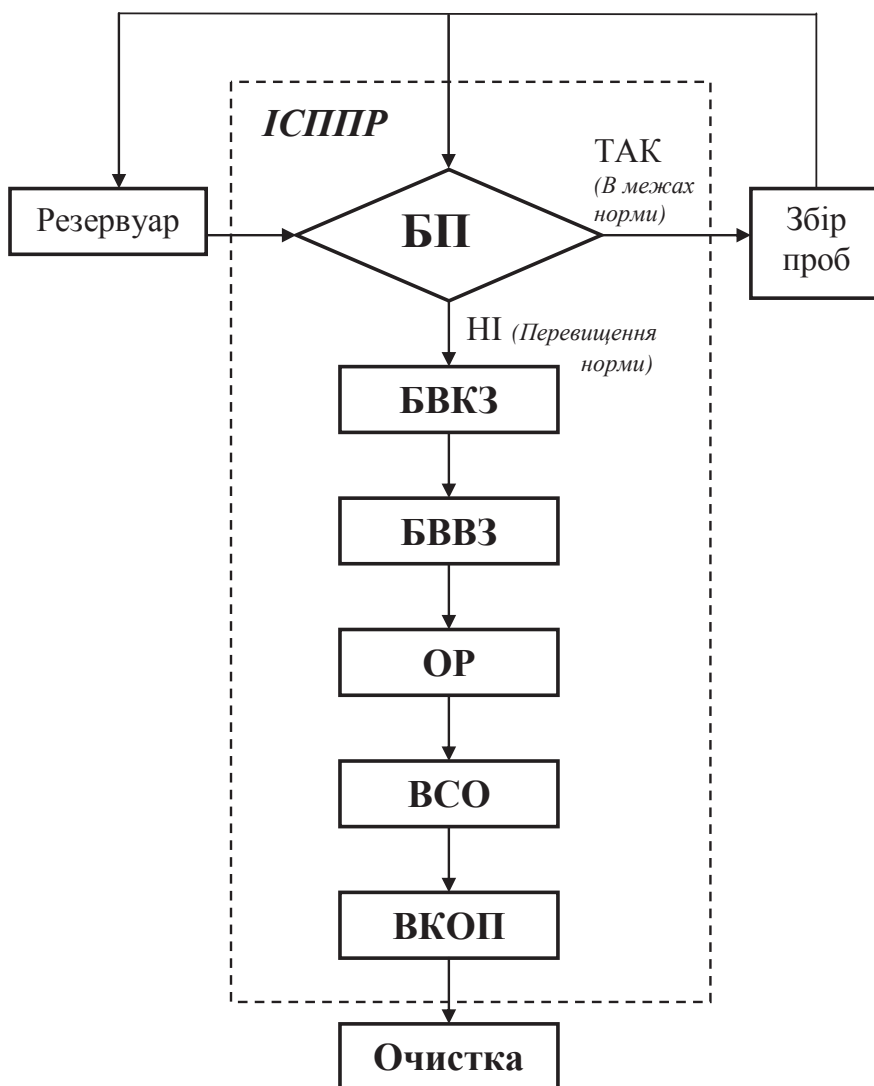 ІСППР
ТАК
(В межах
норми)
Резервуар
БП
Збір
проб
НІ (Перевищення
норми)
БВКЗ
БВВЗ
ОР
ВСО
ВКОП
Очистка